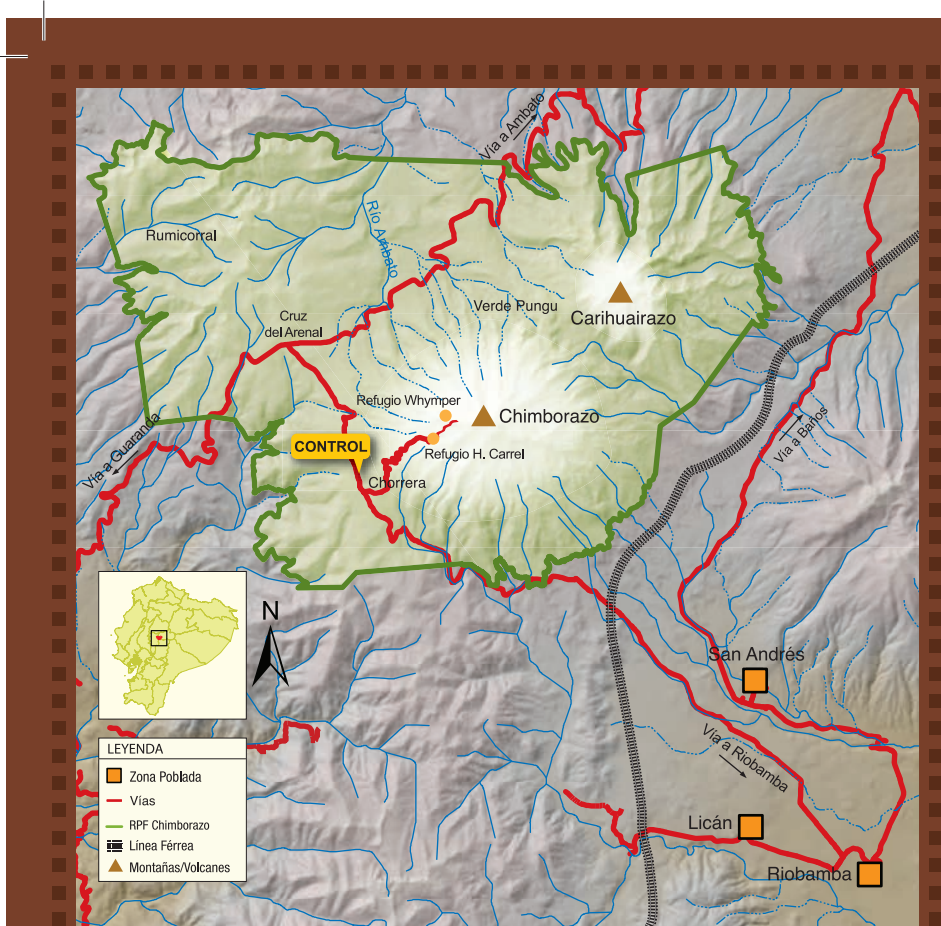 Vía a Ambato
Río Ambato
Rumicorral
Verde Pungu
Carihuairazo
Cruz
del Arenal
Refugio Whymper
Chimborazo
CONTROL
Refugio H. Carrel
Vía a Guaranda
Vía a Baños
Chorrera
N
San Andrés
Vía a Riobamba
LEYENDA
Zona Poblada
Vías
RPF Chimborazo
Línea Férrea
Montañas/Volcanes
Licán
Riobamba